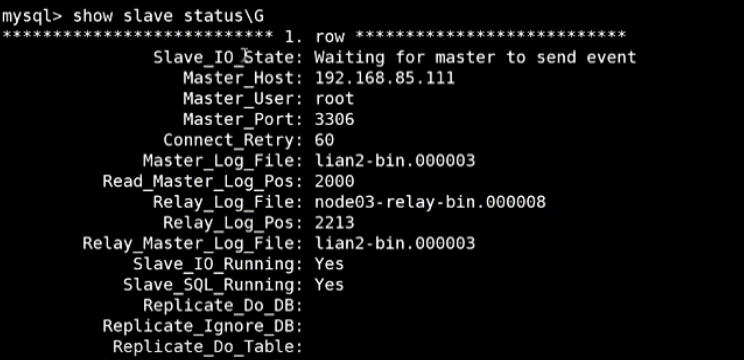 mysql> show slave status\G
*************************** 1. row ***************************
Slave_IO_State: Waiting for master to send event
Master_Host: 192.168.85.111
Master_User: root
Master_Port: 3306
Connect_Retry: 60
Master_Log_File: lian2-bin.000003
Read_Master_Log_Pos: 2000
Relay_Log_File: node03-relay-bin.000008
Relay_Log_Pos: 2213
Relay_Master_Log_File: lian2-bin.000003
Slave_IO_Running: Yes
Slave_SQL_Running: Yes
Replicate_Do_DB:
Replicate_Ignore_DB:
Replicate_Do_Table: